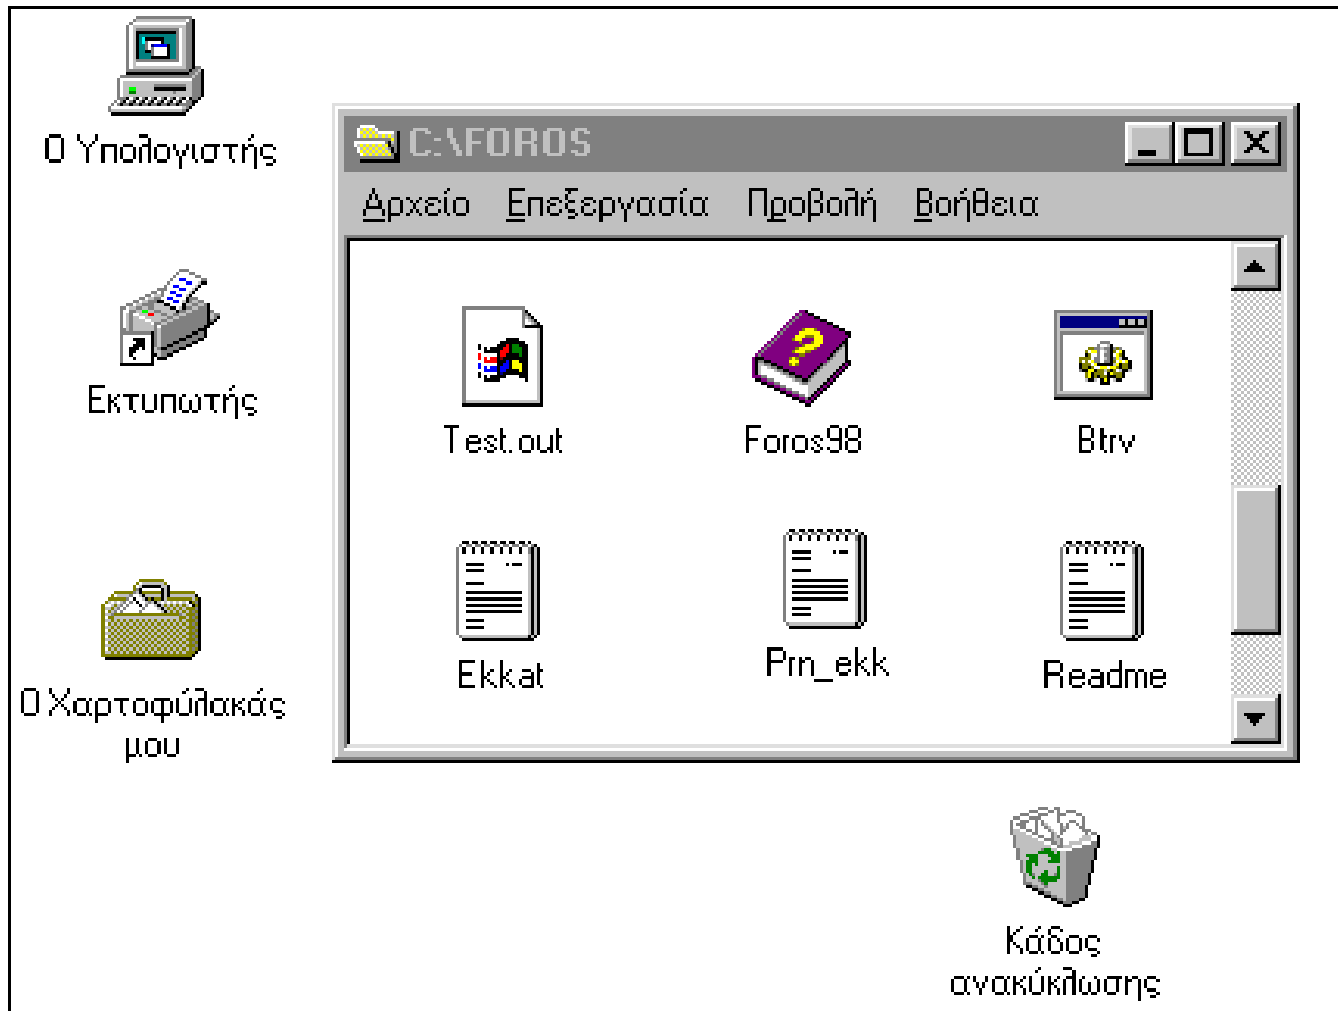 Ο Υπολογιστής
C:\FOROS
Αρχείο Επεξεργασία Προβολή Βοήθεια
Εκτυπωτής
Test.out Foros98 Btrv
Ekkat Prn_ekk Readme
Ο Χαρτοφύλακάς
μου
Κάδος
ανακύκλωσης